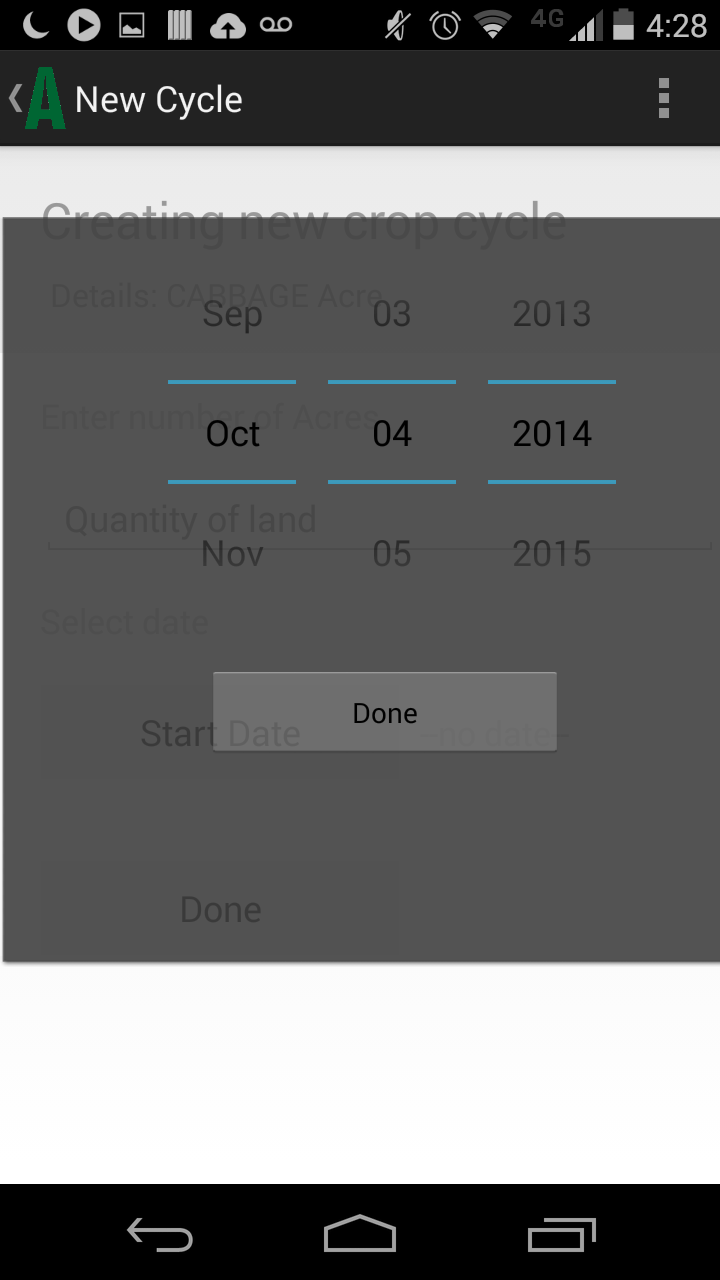 4G 4:28
A New Cycle
Creating new crop cycle
Details: CABBAGE Acre
Sep 03 2013
Enter number of Acres
Oct 04 2014
Quantity of land
Nov 05 2015
Select date
Done
Start Date --no date--
Done